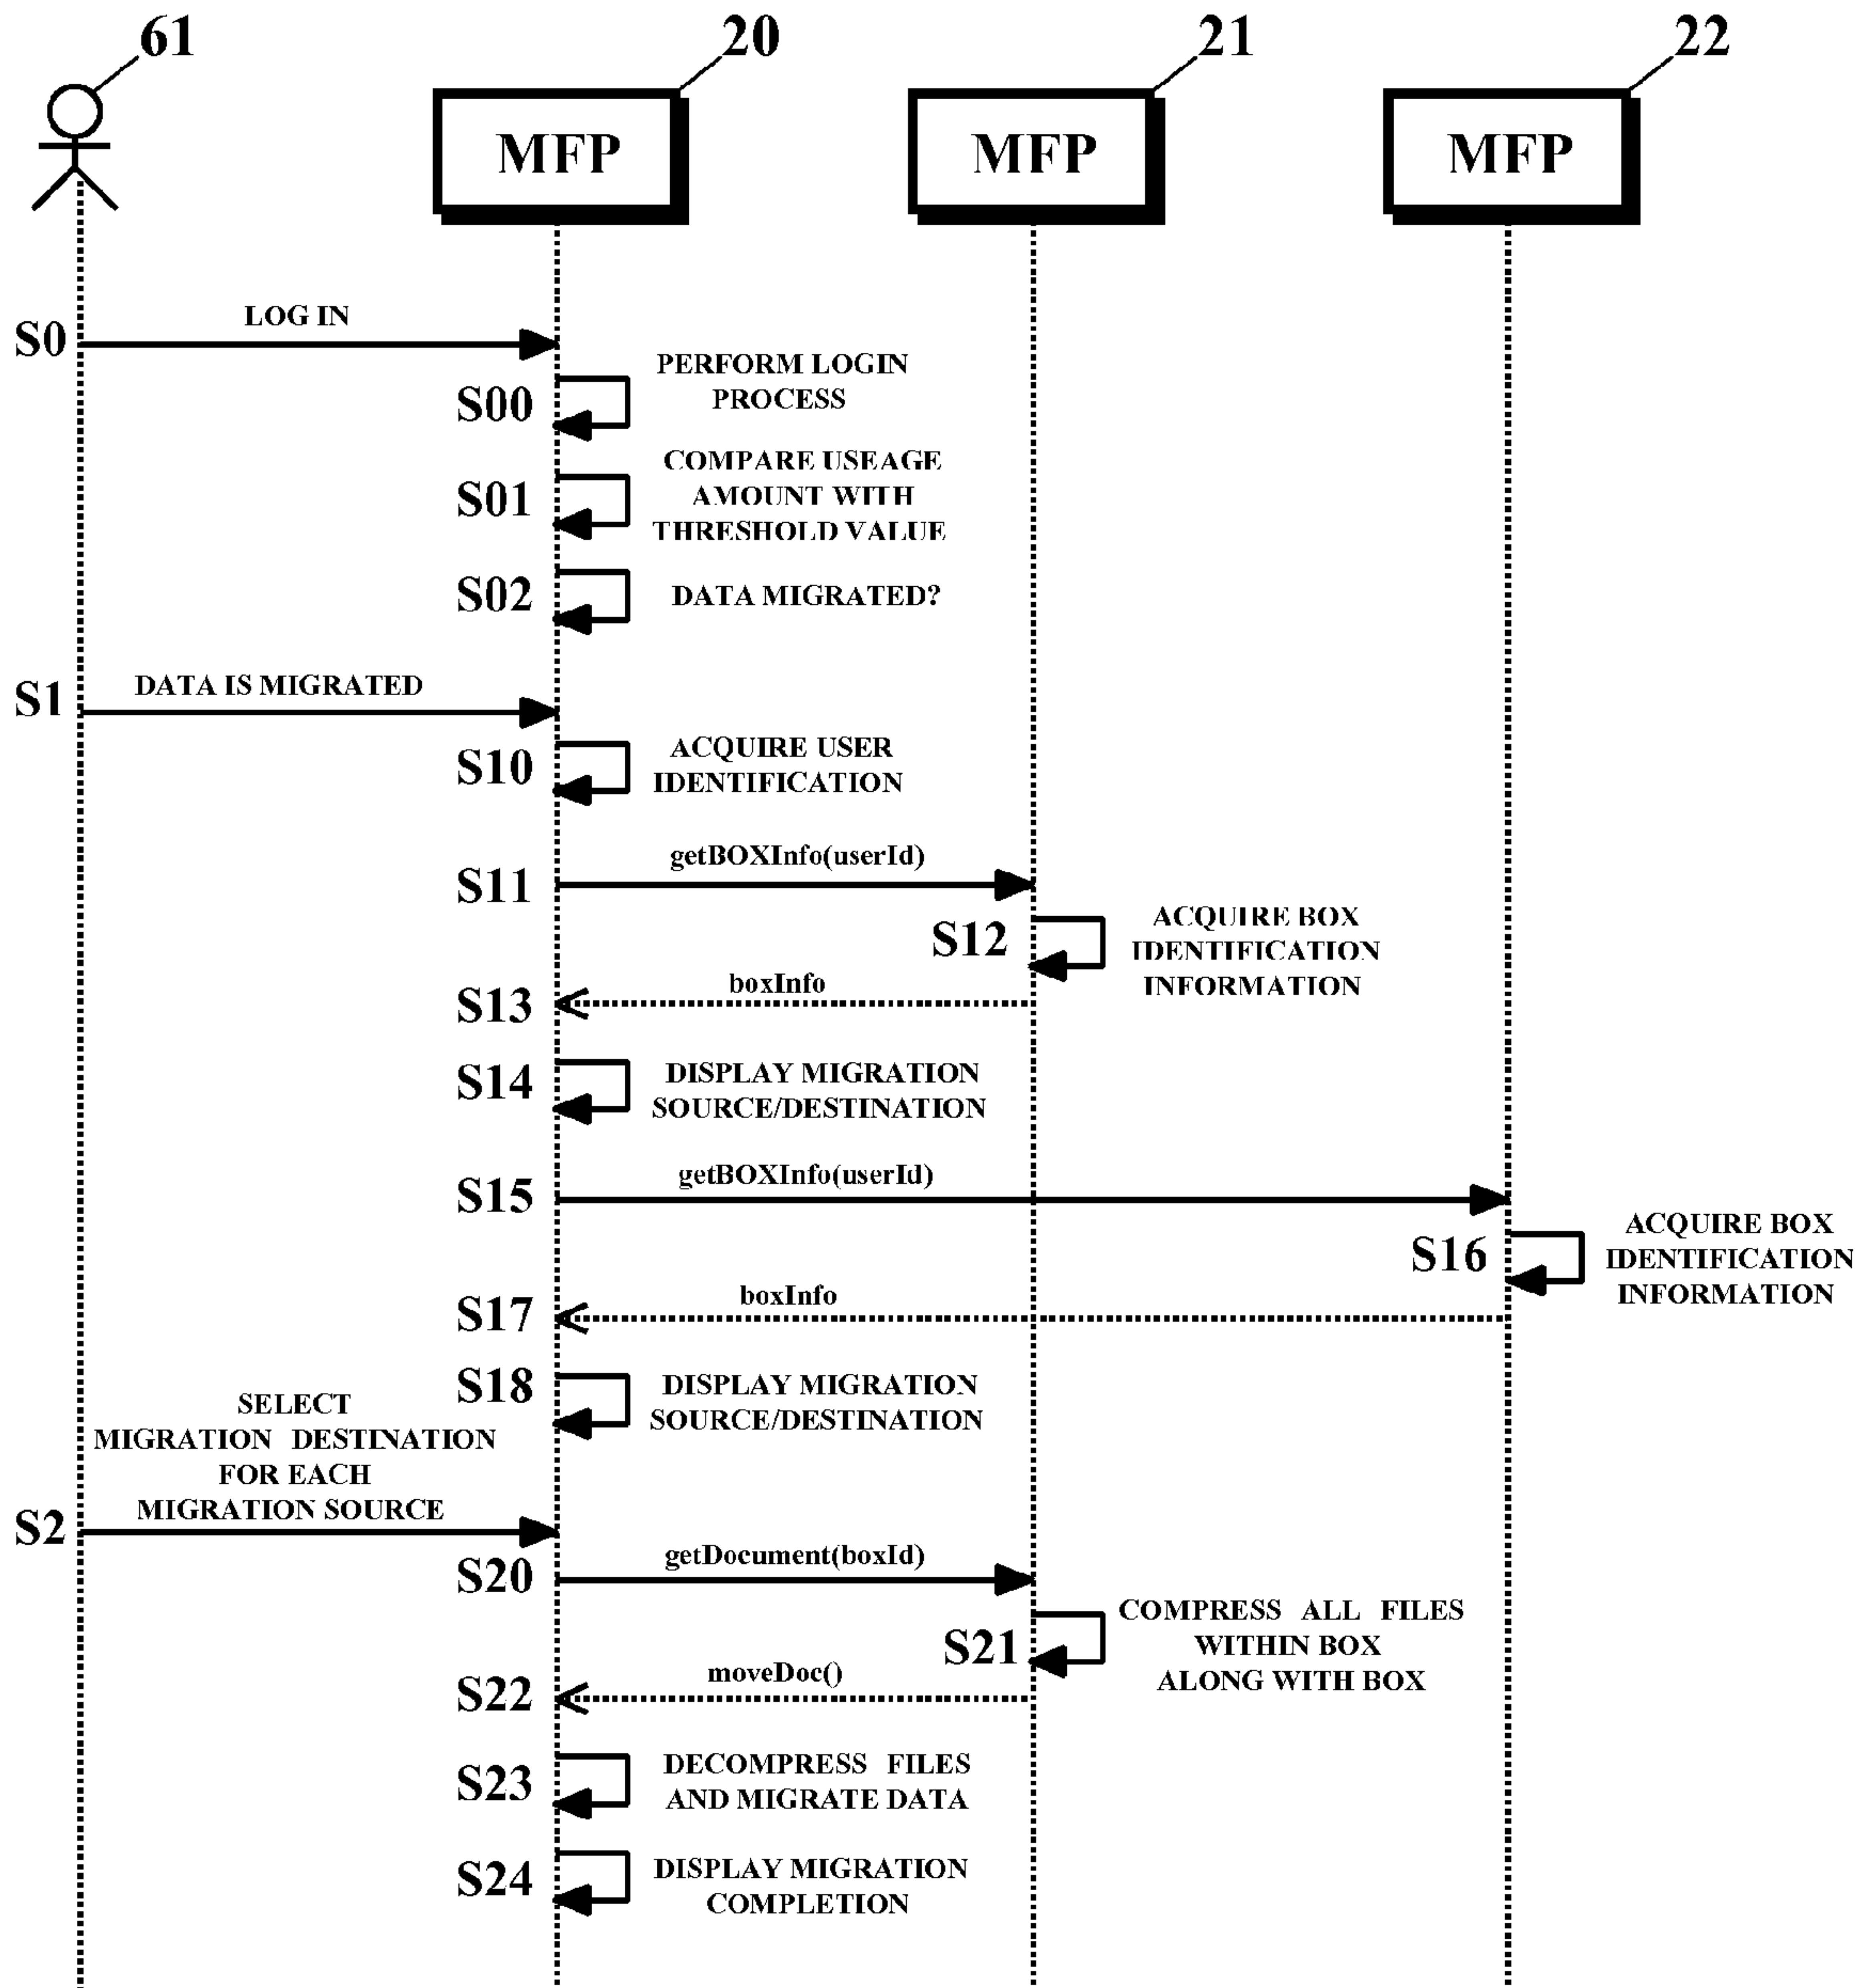 61
20
21
22
MFP
MFP
MFP
S0
LOG IN
S00
PERFORM LOGIN
PROCESS
S01
COMPARE USEAGE
AMOUNT WITH
THRESHOLD VALUE
S02
DATA MIGRATED?
S1
DATA IS MIGRATED
S10
ACQUIRE USER
IDENTIFICATION
S11
getBOXInfo(userId)
S12
ACQUIRE BOX
IDENTIFICATION
INFORMATION
S13
boxInfo
S14
DISPLAY MIGRATION
SOURCE/DESTINATION
S15
getBOXInfo(userId)
S16
ACQUIRE BOX
IDENTIFICATION
INFORMATION
S17
boxInfo
S18
DISPLAY MIGRATION
SOURCE/DESTINATION
SELECT
MIGRATION DESTINATION
FOR EACH
MIGRATION SOURCE
S2
S20
getDocument(boxId)
S21
COMPRESS ALL FILES
WITHIN BOX
ALONG WITH BOX
S22
moveDoc()
S23
DECOMPRESS FILES
AND MIGRATE DATA
S24
DISPLAY MIGRATION
COMPLETION